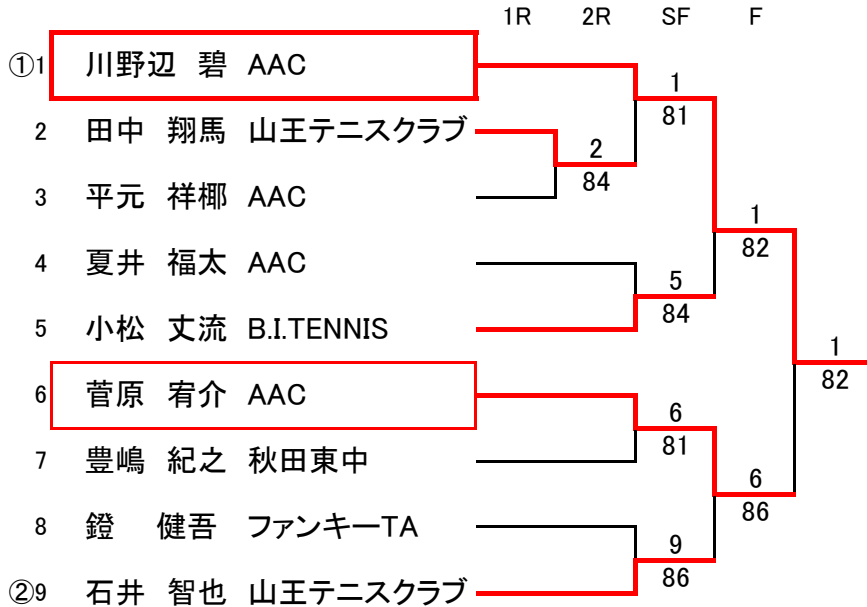 1R 2R SF F
①1 川野辺 碧 AAC
1
81
2 田中 翔馬 山王テニスクラブ
2
84
3 平元 祥椰 AAC
1
82
4 夏井 福太 AAC
5
84
5 小松 丈流 B.I.TENNIS
1
82
6 菅原 宥介 AAC
6
81
7 豊嶋 紀之 秋田東中
6
86
8 鐙 健吾 ファンキーTA
9
86
②9 石井 智也 山王テニスクラブ